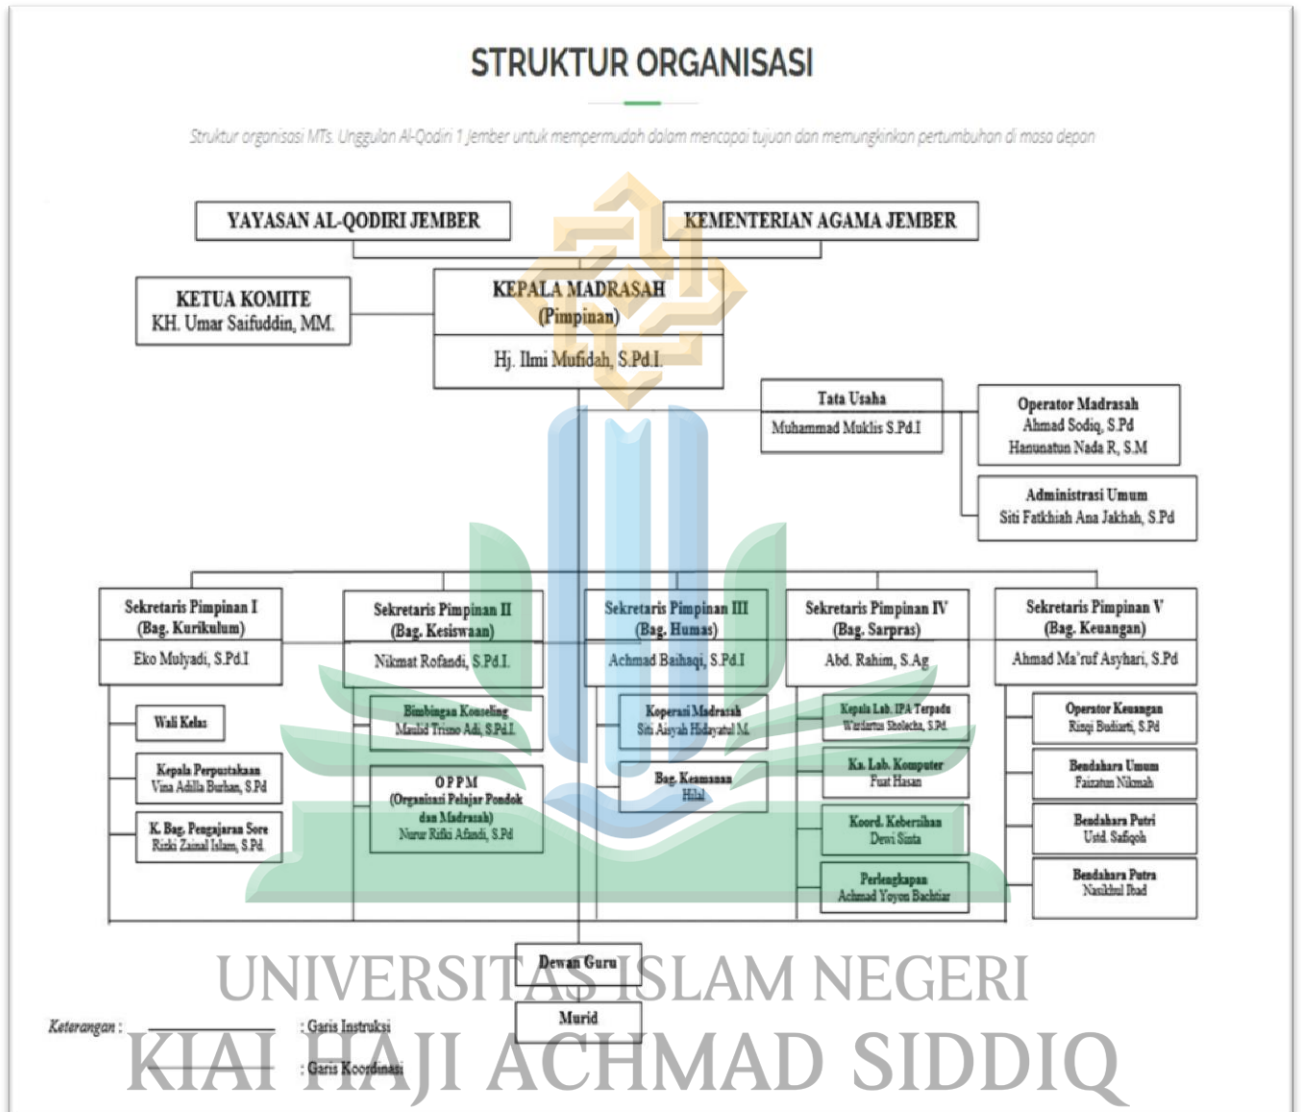 STRUKTUR ORGANISASI
Struktur organisasi MTs. Unggulan Al-Qodiri 1 Jember untuk mempermudah dalam mencapai tujuan dan memungkinkan pertumbuhan di masa depan
YAYASAN AL-QODIRI JEMBER
KEMENTERIAN AGAMA JEMBER
KETUA KOMITE
KH. Umar Saifuddin, MM.
KEPALA MADRASAH
(Pimpinan)
Hj. Ilmi Mufidah, S.Pd.I.
Tata Usaha
Muhammad Muklis S.Pd.I
Operator Madrasah
Ahmad Sodiq, S.Pd
Hanunatun Nada R, S.M
Administrasi Umum
Siti Fatkhiah Ana Jakhah, S.Pd
Sekretaris Pimpinan I
(Bag. Kurikulum)
Eko Mulyadi, S.Pd.I
Sekretaris Pimpinan II
(Bag. Kesiswaan)
Nikmat Rofandi, S.Pd.I.
Sekretaris Pimpinan III
(Bag. Humas)
Achmad Baihaqi, S.Pd.I
Sekretaris Pimpinan IV
(Bag. Sarpras)
Abd. Rahim, S.Ag
Sekretaris Pimpinan V
(Bag. Keuangan)
Ahmad Ma'ruf Asyhari, S.Pd
Wali Kelas
Kepala Perpustakaan
Vina Adilla Burhan, S.Pd
K. Bag. Pengajaran Sore
Rizki Zainal Islam, S.Pd.
Bimbingan Konseling
Maulid Trisno Adi, S.Pd.I.
O P P M
(Organisasi Pelajar Pondok
dan Madrasah)
Nurur Rifki Afandi, S.Pd
Koperasi Madrasah
Siti Aisyah Hidayatul M.
Bag. Keamanan
Hilal
Kepala Lab. IPA Terpadu
Wardatus Sholecha, S.Pd.
Ka. Lab. Komputer
Fuat Hasan
Koord. Kebersihan
Dewi Sinta
Perlengkapan
Achmad Yoyon Bachtiar
Operator Keuangan
Rinqi Budiarti, S.Pd
Bendahara Umum
Faizatun Nikmah
Bendahara Putri
Ustd. Safiqoh
Bendahara Putra
Nasikhul Ibad
Dewan Guru
Murid
Keterangan :
: Garis Instruksi
: Garis Koordinasi
UNIVERSITAS ISLAM NEGERI
KIAI HAJI ACHMAD SIDDIQ